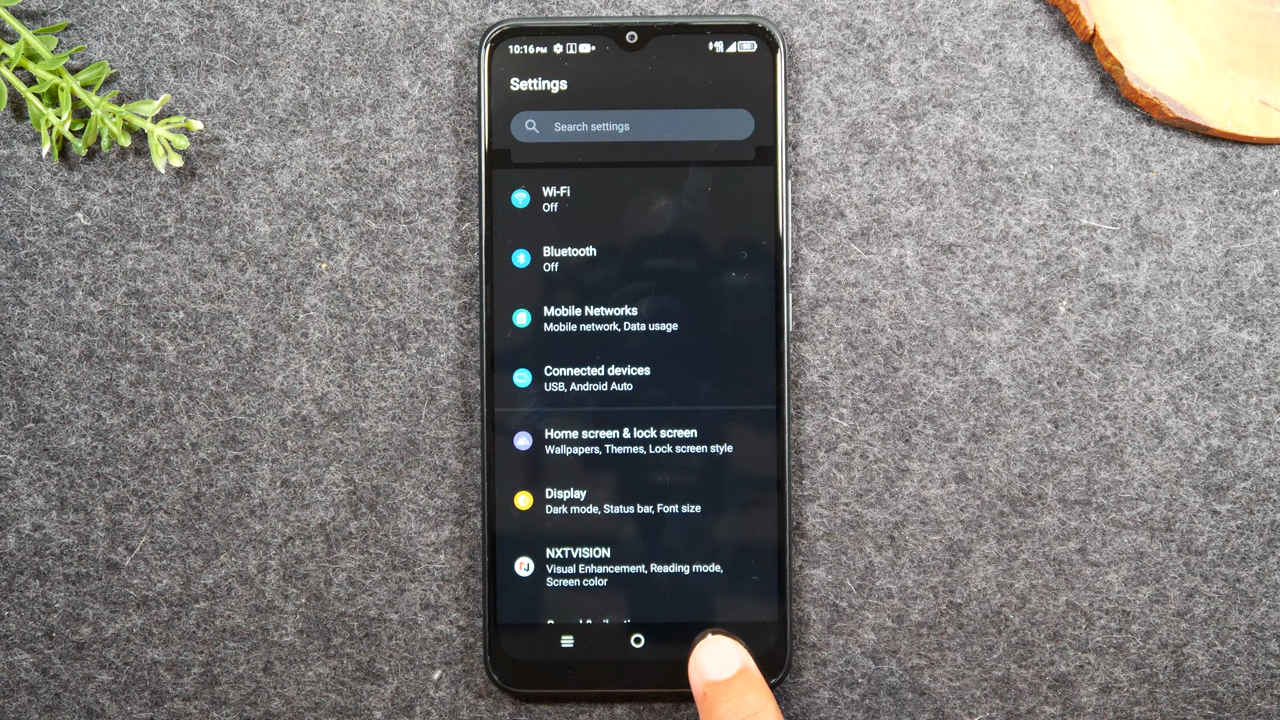 10:16 PM
Settings
Search settings
Wi-Fi
Off
Bluetooth
Off
Mobile Networks
Mobile network, Data usage
Connected devices
USB, Android Auto
Home screen & lock screen
Wallpapers, Themes, Lock screen style
Display
Dark mode, Status bar, Font size
NXTVISION
Visual Enhancement, Reading mode,
Screen color